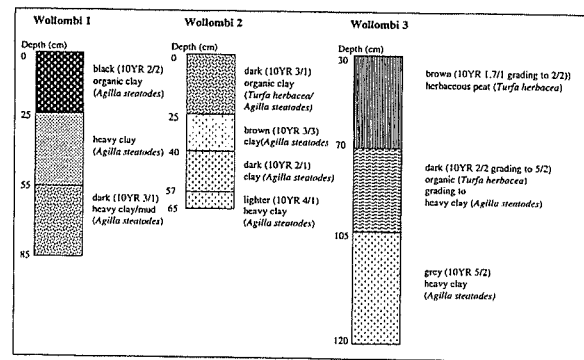 Wollombi 1
Depth (cm)
0
25
55
85
black (10YR 2/2)
organic clay
(Agilla steatodes)
heavy clay
(Agilla steatodes)
dark (10YR 3/1)
heavy clay/mud
(Agilla steatodes)
Wollombi 2
Depth (cm)
0
25
40
57
65
dark (10YR 3/1)
organic clay
(Turfa herbacea/
Agilla steatodes)
brown (10YR 3/3)
clay(Agilla steatodes
dark (10YR 2/1)
clay (Agilla steatodes)
lighter (10YR 4/1)
heavy clay
(Agilla steatodes)
Wollombi 3
Depth (cm)
30
70
105
120
brown (10YR 1.7/1 grading to 2/2))
herbaceous peat (Turfa herbacea)
dark (10YR 2/2 grading to 5/2)
organic (Turfa herbacea)
grading to
heavy clay (Agilla steatodes)
grey (10YR 5/2)
heavy clay
(Agilla steatodes)